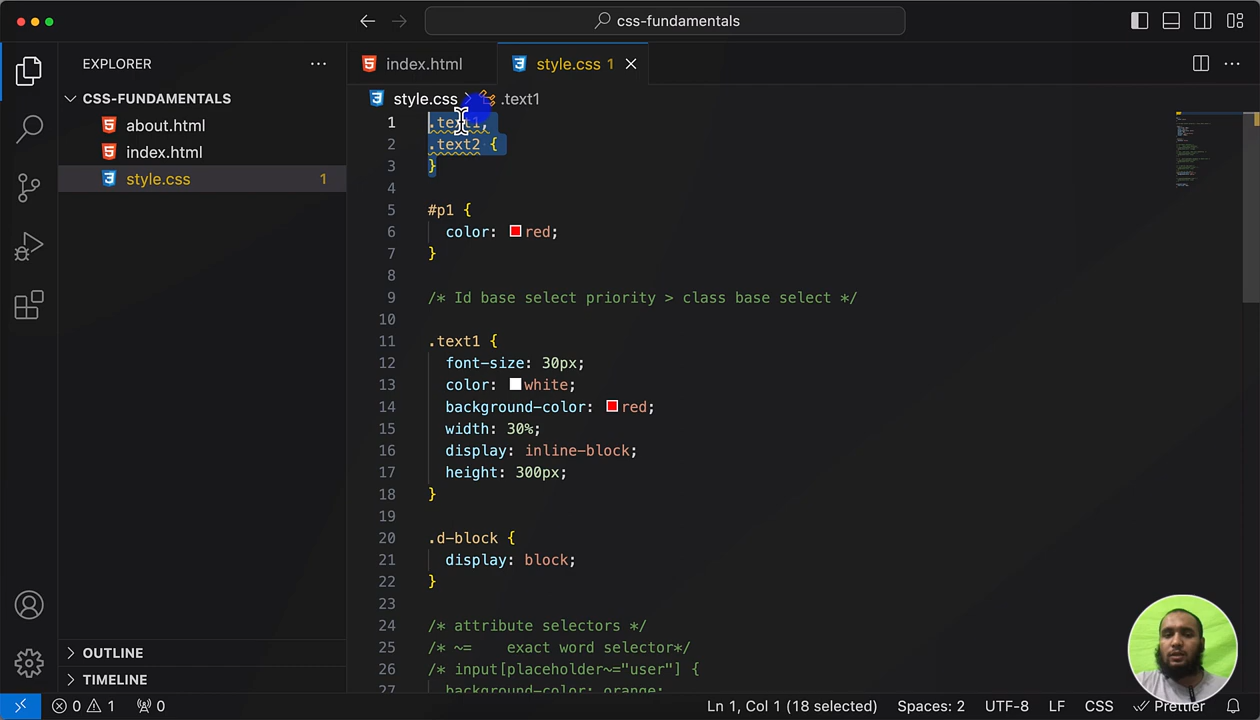 css-fundamentals
EXPLORER
CSS-FUNDAMENTALS
about.html
index.html
style.css 1
OUTLINE
TIMELINE
index.html
style.css 1
style.css > .text1
1 .text1,
2 .text2 {
3 }
4
5 #p1 {
6 color: red;
7 }
8
9 /* Id base select priority > class base select */
10
11 .text1 {
12 font-size: 30px;
13 color: white;
14 background-color: red;
15 width: 30%;
16 display: inline-block;
17 height: 300px;
18 }
19
20 .d-block {
21 display: block;
22 }
23
24 /* attribute selectors */
25 /* ~= exact word selector*/
26 /* input[placeholder~="user"] {
27 background-color: orange;
0 1 0
Ln 1, Col 1 (18 selected)
Spaces: 2
UTF-8
LF
CSS
Prettier